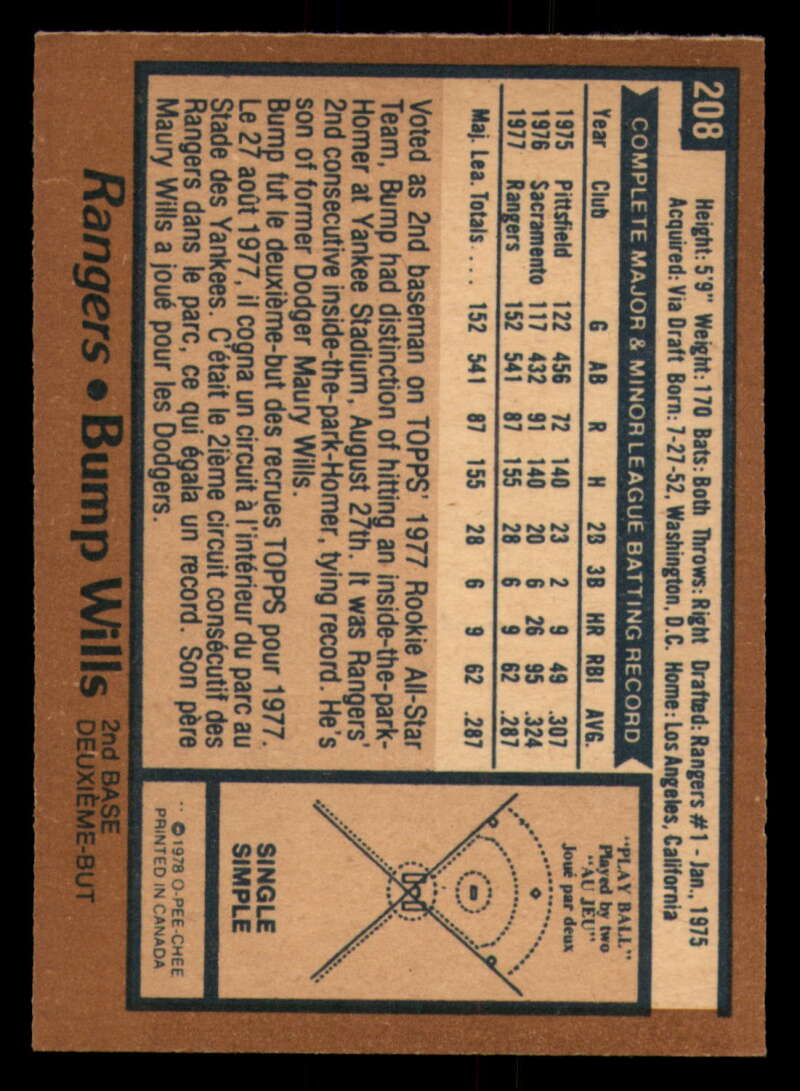 208
Height: 5'9" Weight: 170 Bats: Both Throws: Right Drafted: Rangers #1 - Jan., 1975
Acquired: Via Draft Born: 7-27-52, Washington, D.C. Home: Los Angeles, California
COMPLETE MAJOR & MINOR LEAGUE BATTING RECORD
Year Club G AB R H 2B 3B HR RBI AVG.
1975 Pittsfield 122 456 72 140 23 2 9 49 .307
1976 Sacramento 117 432 91 140 20 6 26 95 .324
1977 Rangers 152 541 87 155 28 6 9 62 .287
Maj. Lea. Totals. . . . 152 541 87 155 28 6 9 62 .287
Voted as 2nd baseman on TOPPS' 1977 Rookie All-Star
Team, Bump had distinction of hitting an inside-the-park-
Homer at Yankee Stadium, August 27th. It was Rangers'
2nd consecutive inside-the-park-Homer, tying record. He's
son of former Dodger Maury Wills.
Bump fut le deuxième-but des recrues TOPPS pour 1977.
Le 27 août 1977, il cogna un circuit à l'intérieur du parc au
Stade des Yankees. C'était le 2ième circuit consécutif des
Rangers dans le parc, ce qui égala un record. Son père
Maury Wills a joué pour les Dodgers.
"PLAY BALL"
Played by two
"AU JEU"
Joué par deux
SINGLE
SIMPLE
©1978 O-PEE-CHEE
PRINTED IN CANADA
Rangers • Bump Wills
2nd BASE
DEUXIÈME-BUT